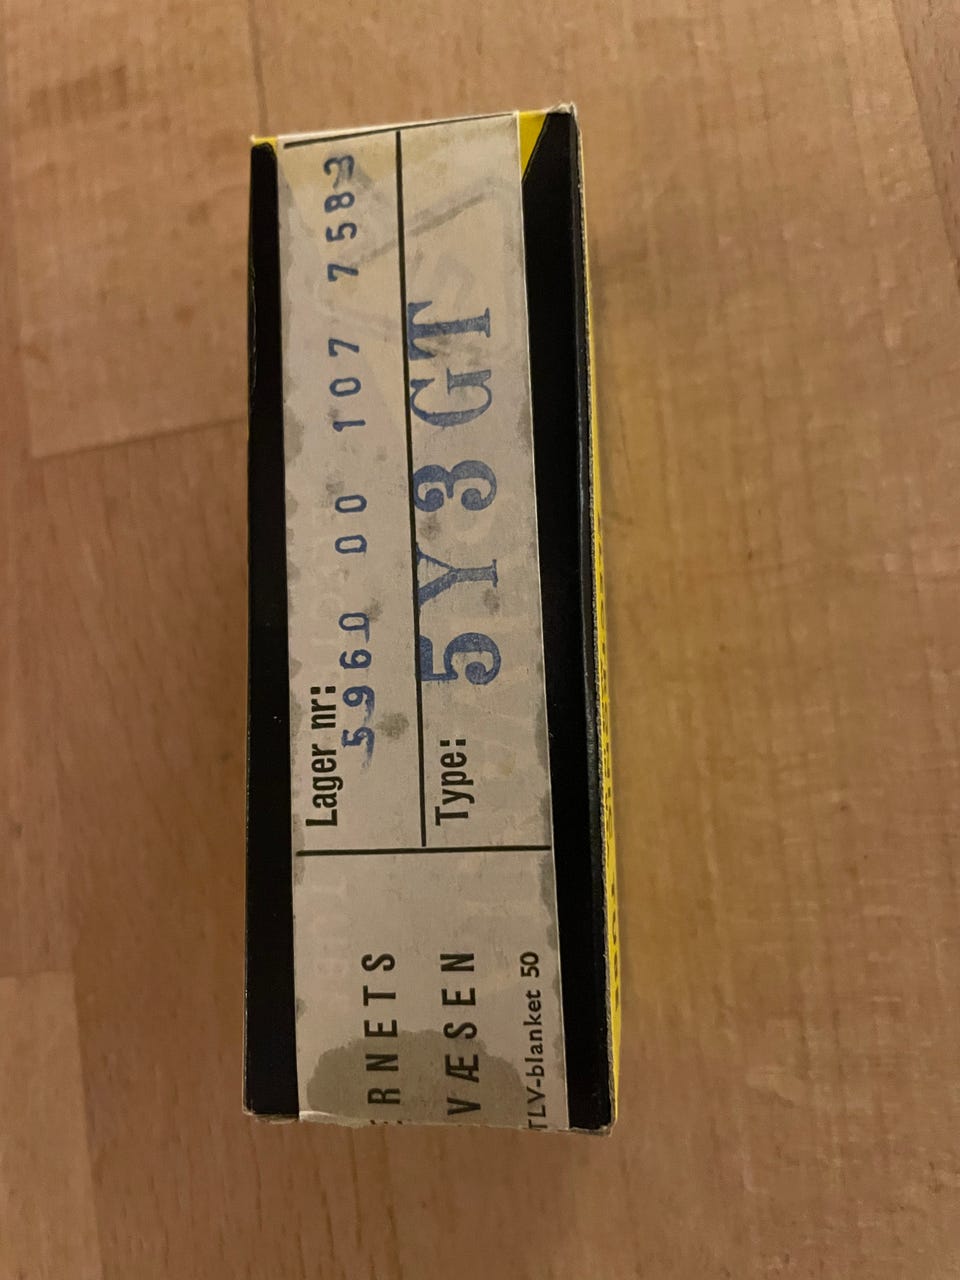 Lager nr:
5960 00 107 7583
Type: 5Y3GT
RNETS
VÆSEN
TLV-blanket 50